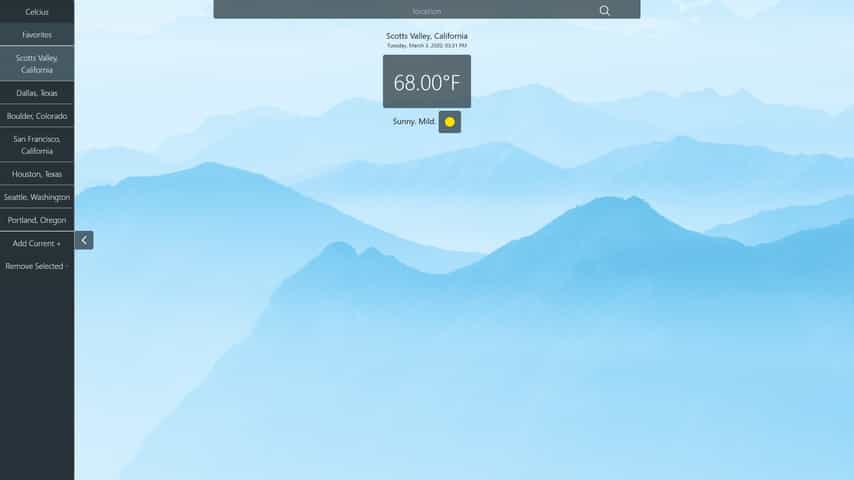 Celcius
Favorites
Scotts Valley,
California
Dallas, Texas
Boulder, Colorado
San Francisco,
California
Houston, Texas
Seattle, Washington
Portland, Oregon
Add Current +
Remove Selected -
location
Scotts Valley, California
Tuesday, March 3, 2020, 03:31 PM
68.00°F
Sunny. Mild.